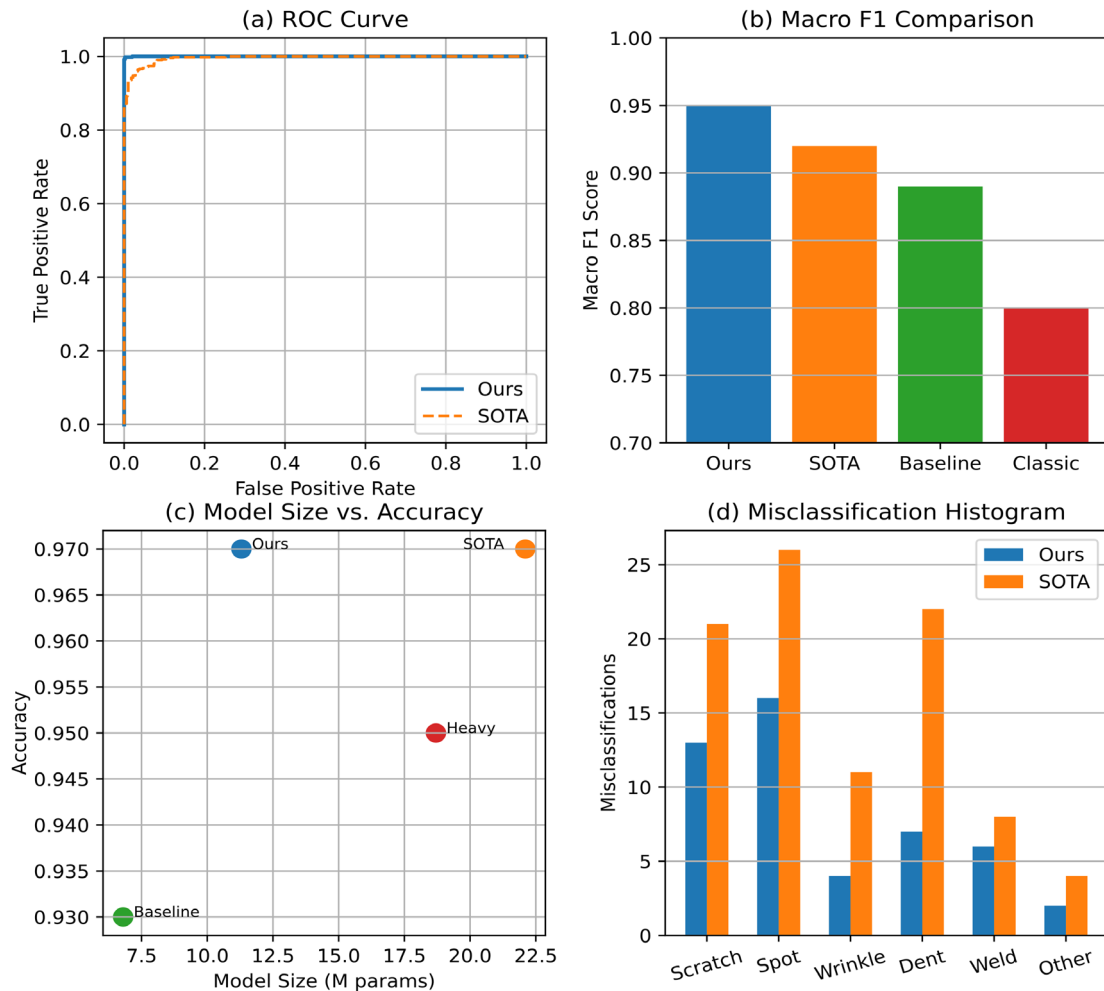 (a) ROC Curve
True Positive Rate
1.0
0.8
0.6
0.4
0.2
0.0
Ours
SOTA
0.0 0.2 0.4 0.6 0.8 1.0
False Positive Rate
(b) Macro F1 Comparison
Macro F1 Score
1.00
0.95
0.90
0.85
0.80
0.75
0.70
Ours SOTA Baseline Classic
(c) Model Size vs. Accuracy
Accuracy
0.970
0.965
0.960
0.955
0.950
0.945
0.940
0.935
0.930
Ours
SOTA
Heavy
Baseline
7.5 10.0 12.5 15.0 17.5 20.0 22.5
Model Size (M params)
(d) Misclassification Histogram
Misclassifications
25
20
15
10
5
0
Ours
SOTA
Scratch Spot Wrinkle Dent Weld Other